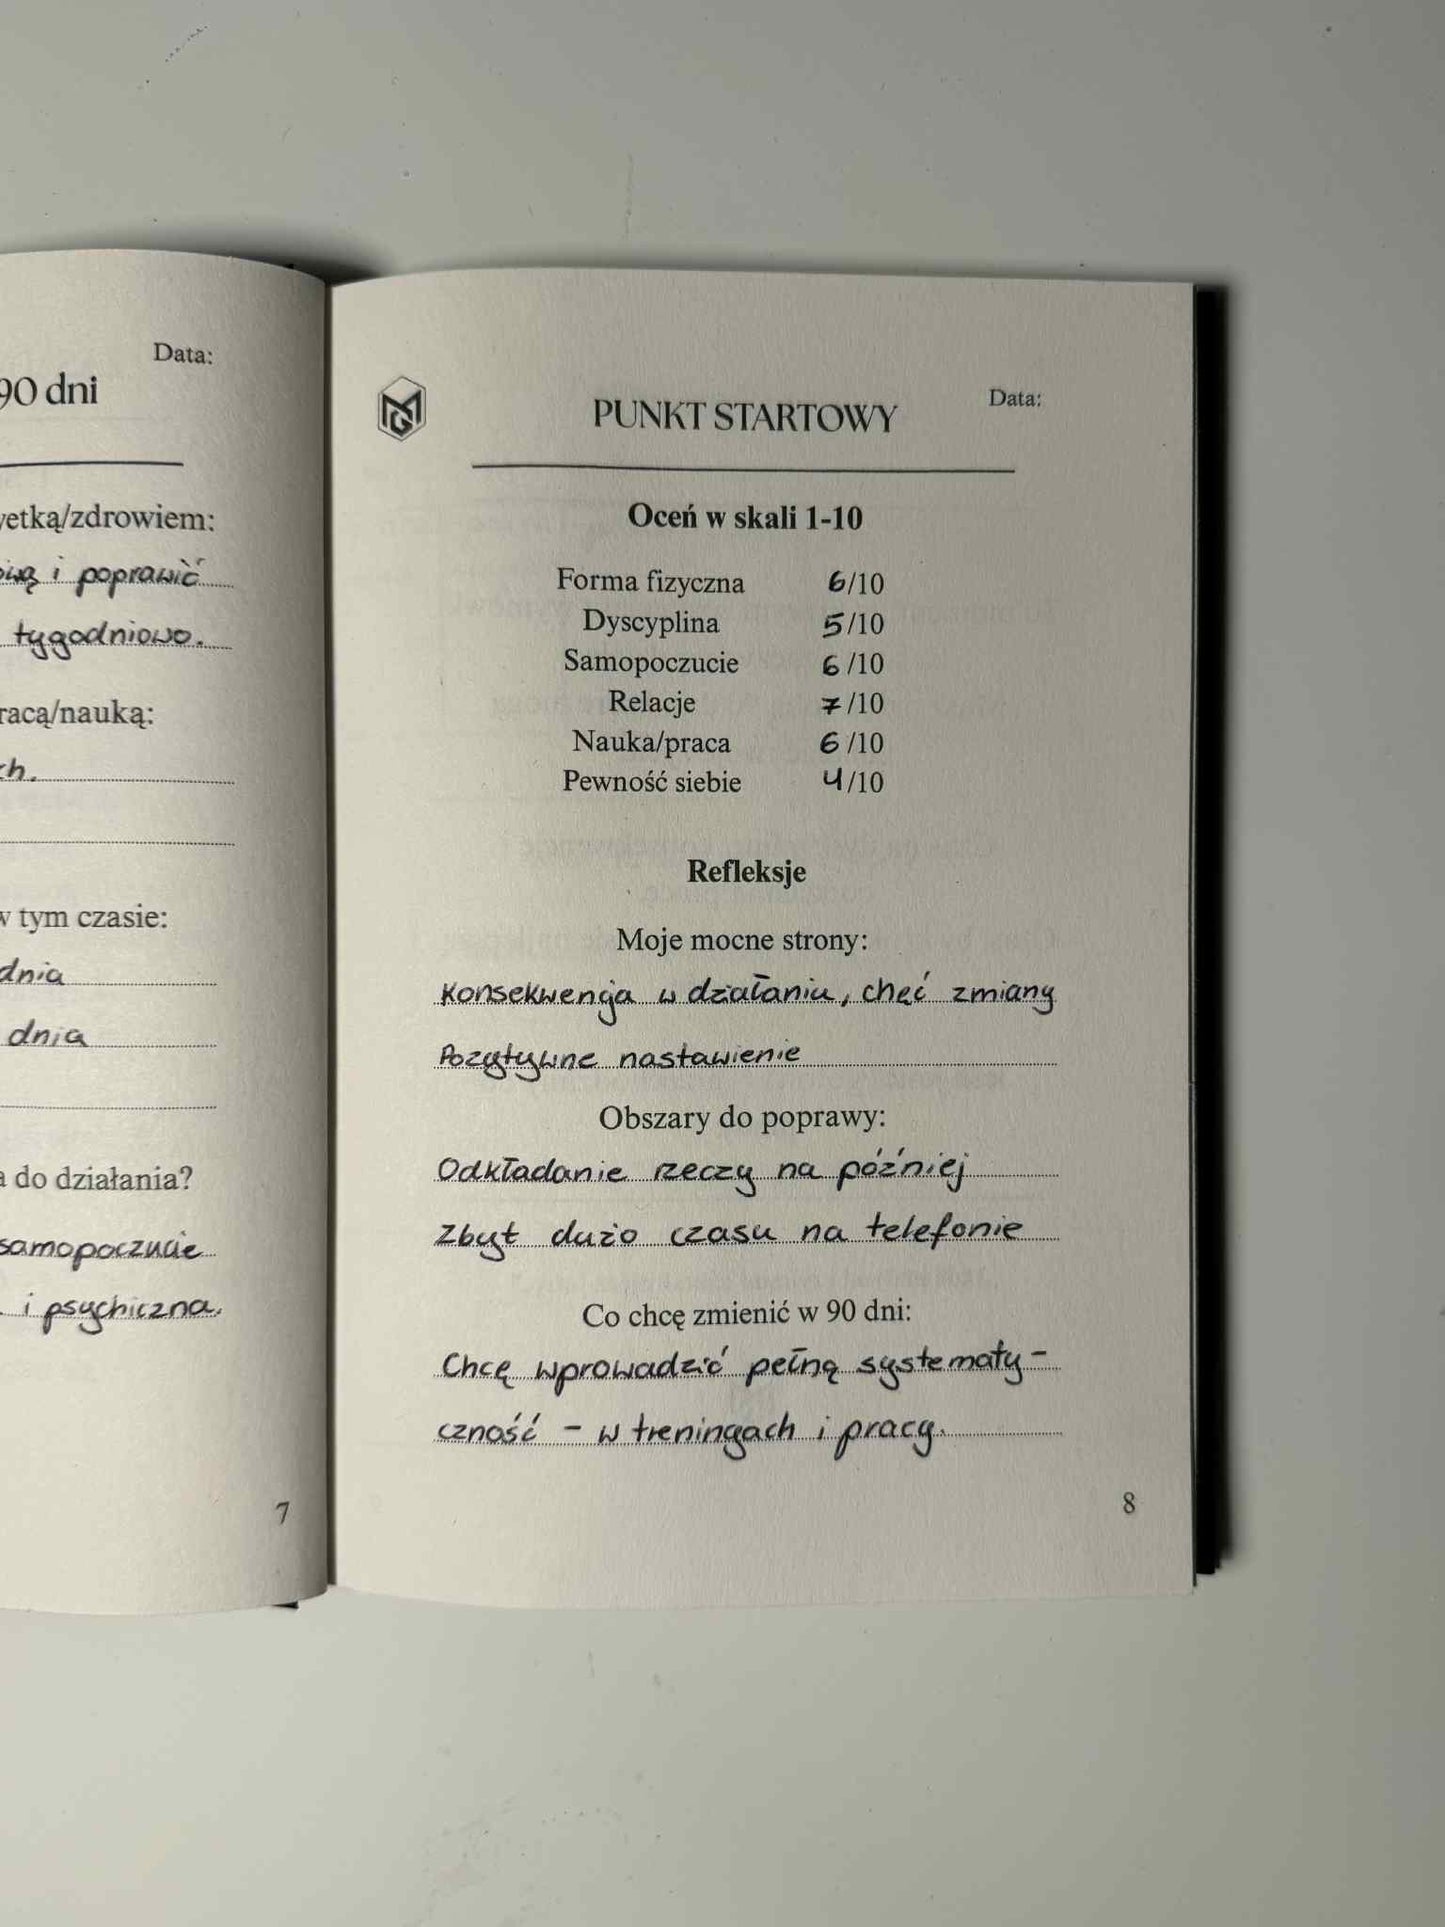 Data:
90 dni
etką/zdrowiem:
i poprawić
tygodniowo.
racą/nauką:
ch.
w tym czasie:
dnia
dnia
do działania?
samopoczucie
i psychiczna.
7
PUNKT STARTOWY
Data:
Oceń w skali 1-10
Forma fizyczna 6/10
Dyscyplina 5/10
Samopoczucie 6/10
Relacje 7/10
Nauka/praca 6/10
Pewność siebie 4/10
Refleksje
Moje mocne strony:
Konsekwencja w działaniu, chęć zmiany
Pozytywne nastawienie
Obszary do poprawy:
Odkładanie rzeczy na później
Zbyt dużo czasu na telefonie
Co chcę zmienić w 90 dni:
Chcę wprowadzić pełną systematy-
czność - w treningach i pracy.
8